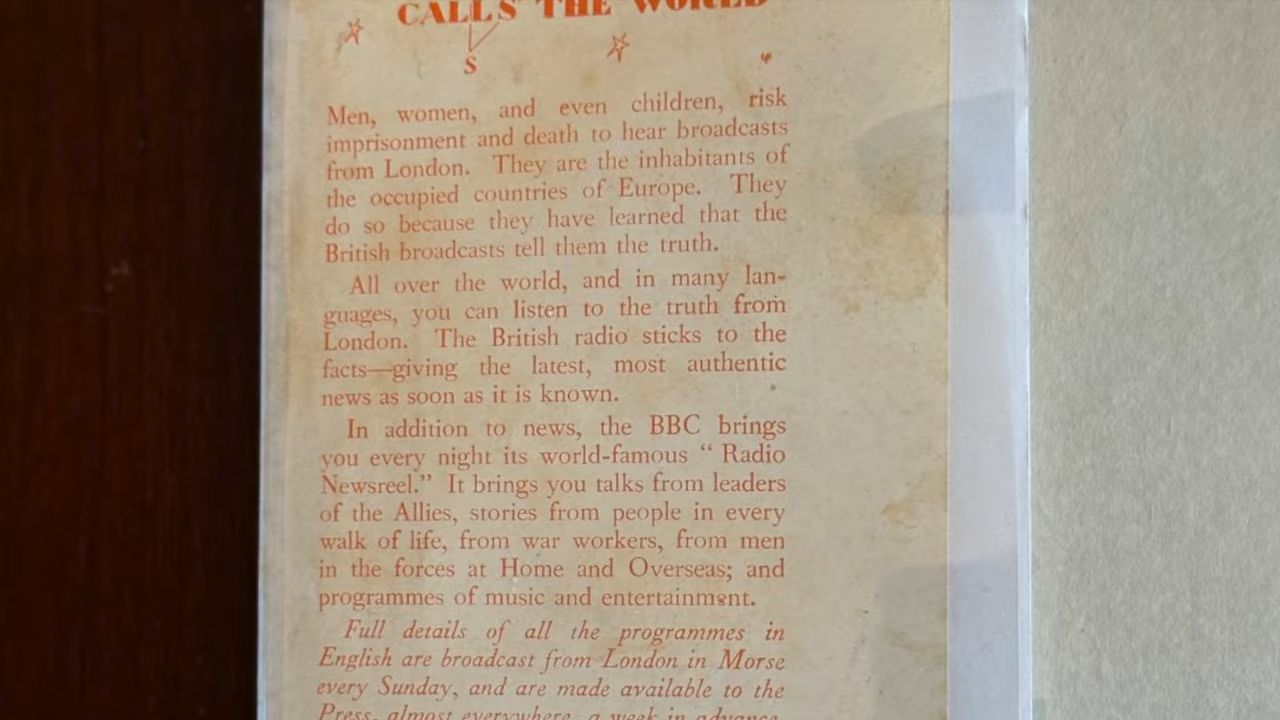 CALLS THE WORLD
S
Men, women, and even children, risk
imprisonment and death to hear broadcasts
from London. They are the inhabitants of
the occupied countries of Europe. They
do so because they have learned that the
British broadcasts tell them the truth.
All over the world, and in many lan-
guages, you can listen to the truth from
London. The British radio sticks to the
facts—giving the latest, most authentic
news as soon as it is known.
In addition to news, the BBC brings
you every night its world-famous “ Radio
Newsreel.” It brings you talks from leaders
of the Allies, stories from people in every
walk of life, from war workers, from men
in the forces at Home and Overseas; and
programmes of music and entertainment.
Full details of all the programmes in
English are broadcast from London in Morse
every Sunday, and are made available to the
Press, almost everywhere, a week in advance.